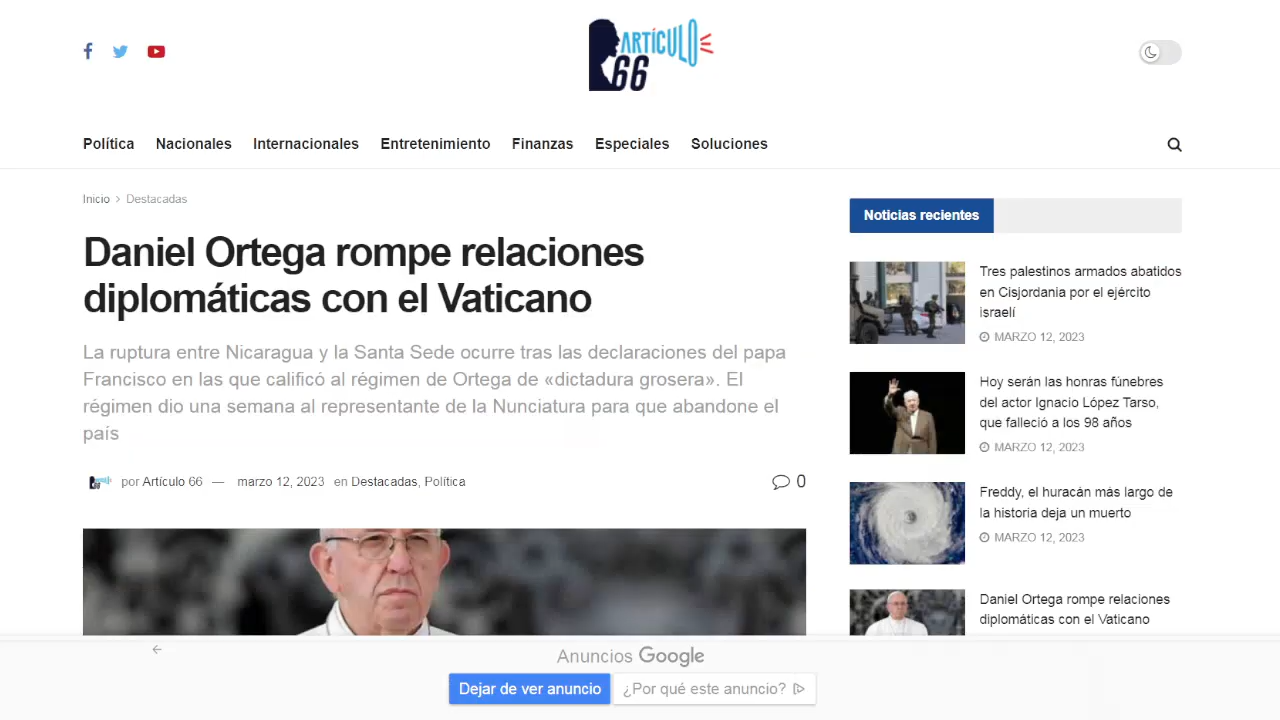 ARTÍCULO
66
Política Nacionales Internacionales Entretenimiento Finanzas Especiales Soluciones
Inicio > Destacadas
Daniel Ortega rompe relaciones
diplomáticas con el Vaticano
La ruptura entre Nicaragua y la Santa Sede ocurre tras las declaraciones del papa
Francisco en las que calificó al régimen de Ortega de «dictadura grosera». El
régimen dio una semana al representante de la Nunciatura para que abandone el
país
por Artículo 66 — marzo 12, 2023 en Destacadas, Política
0
Noticias recientes
Tres palestinos armados abatidos
en Cisjordania por el ejército
israelí
MARZO 12, 2023
Hoy serán las honras fúnebres
del actor Ignacio López Tarso,
que falleció a los 98 años
MARZO 12, 2023
Freddy, el huracán más largo de
la historia deja un muerto
MARZO 12, 2023
Daniel Ortega rompe relaciones
diplomáticas con el Vaticano
Anuncios Google
Dejar de ver anuncio
¿Por qué este anuncio?